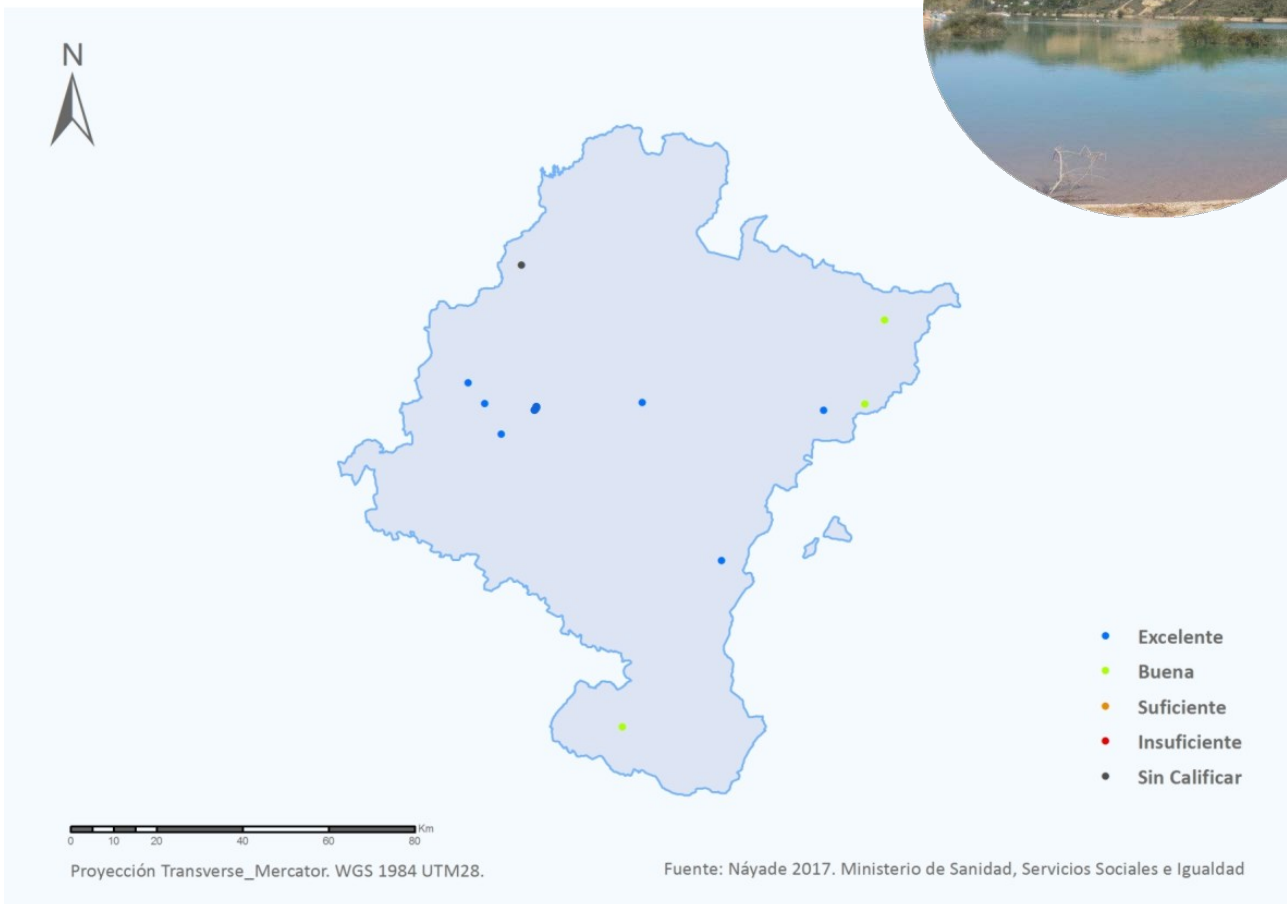 N
Excelente
Buena
Suficiente
Insuficiente
Sin Calificar
Km
0 10 20 40 60 80
Proyección Transverse_Mercator. WGS 1984 UTM28.
Fuente: Náyade 2017. Ministerio de Sanidad, Servicios Sociales e Igualdad